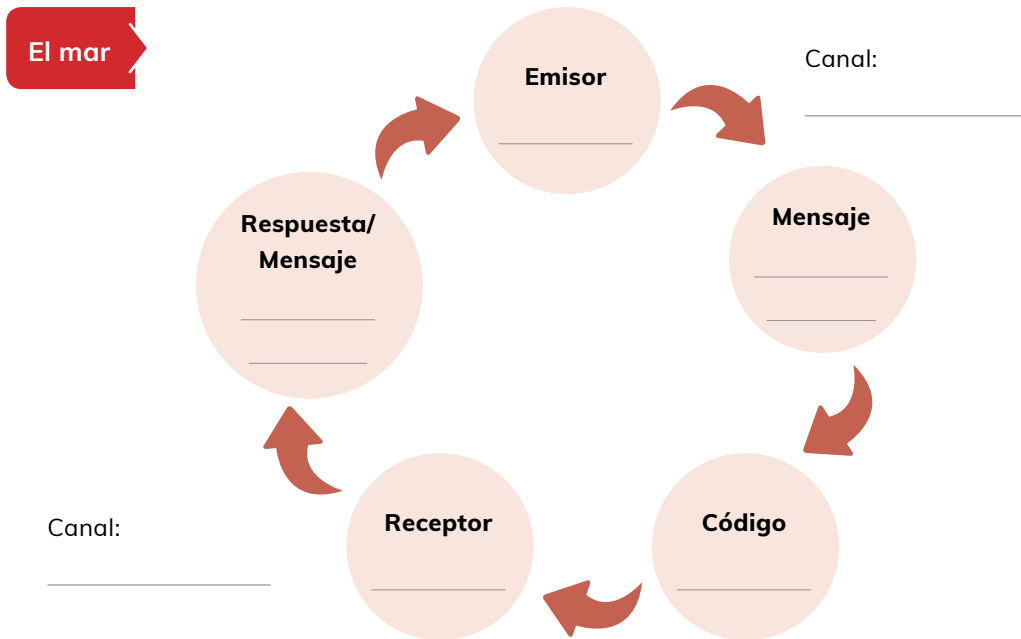 El mar
Emisor
Canal:
Mensaje
Respuesta/
Mensaje
Código
Receptor
Canal: